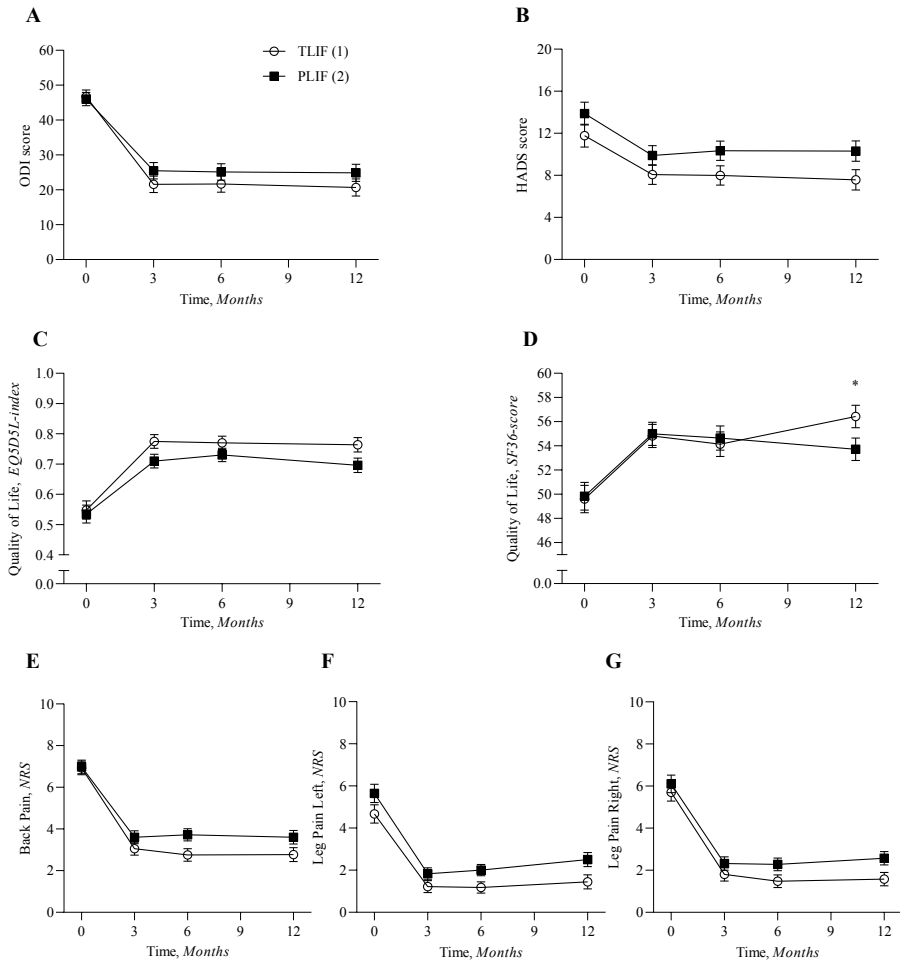 A
ODI score
60
50
40
30
20
10
0
0 3 6 9 12
Time, Months
TLIF (1)
PLIF (2)
B
HADS score
20
16
12
8
4
0
0 3 6 9 12
Time, Months
C
Quality of Life, EQ5D5L-index
1.0
0.9
0.8
0.7
0.6
0.5
0.4
0.0
0 3 6 9 12
Time, Months
D
Quality of Life, SF36-score
60
58
56
54
52
50
48
46
0.0
*
0 3 6 9 12
Time, Months
E
Back Pain, NRS
10
8
6
4
2
0
0 3 6 9 12
Time, Months
F
Leg Pain Left, NRS
10
8
6
4
2
0
0 3 6 9 12
Time, Months
G
Leg Pain Right, NRS
10
8
6
4
2
0
0 3 6 9 12
Time, Months